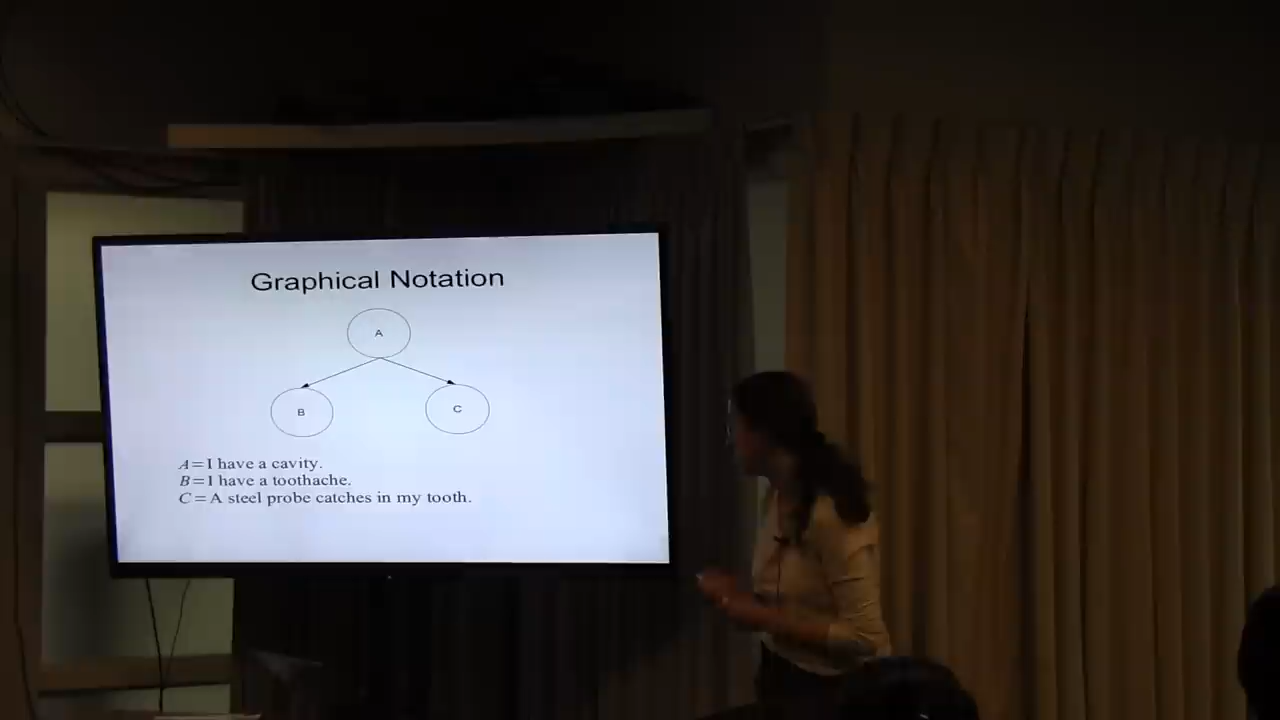 Graphical Notation
A
B
C
A=I have a cavity.
B=I have a toothache.
C=A steel probe catches in my tooth.